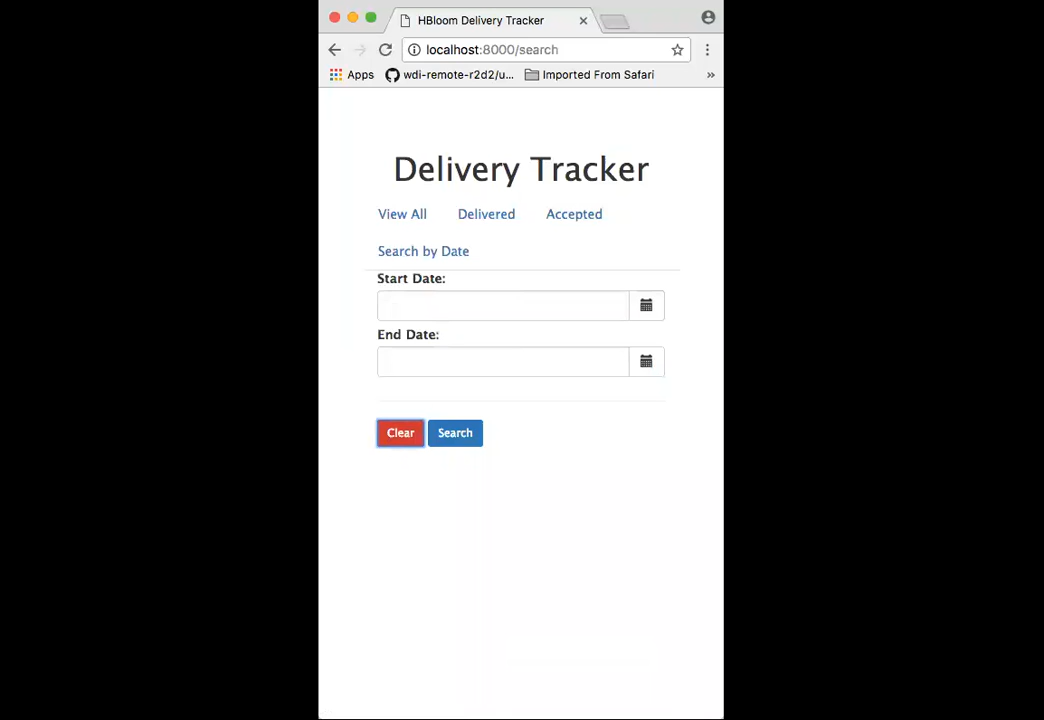 HBloom Delivery Tracker
localhost:8000/search
Apps wdi-remote-r2d2/u... Imported From Safari »
Delivery Tracker
View All Delivered Accepted
Search by Date
Start Date:
End Date:
Clear Search